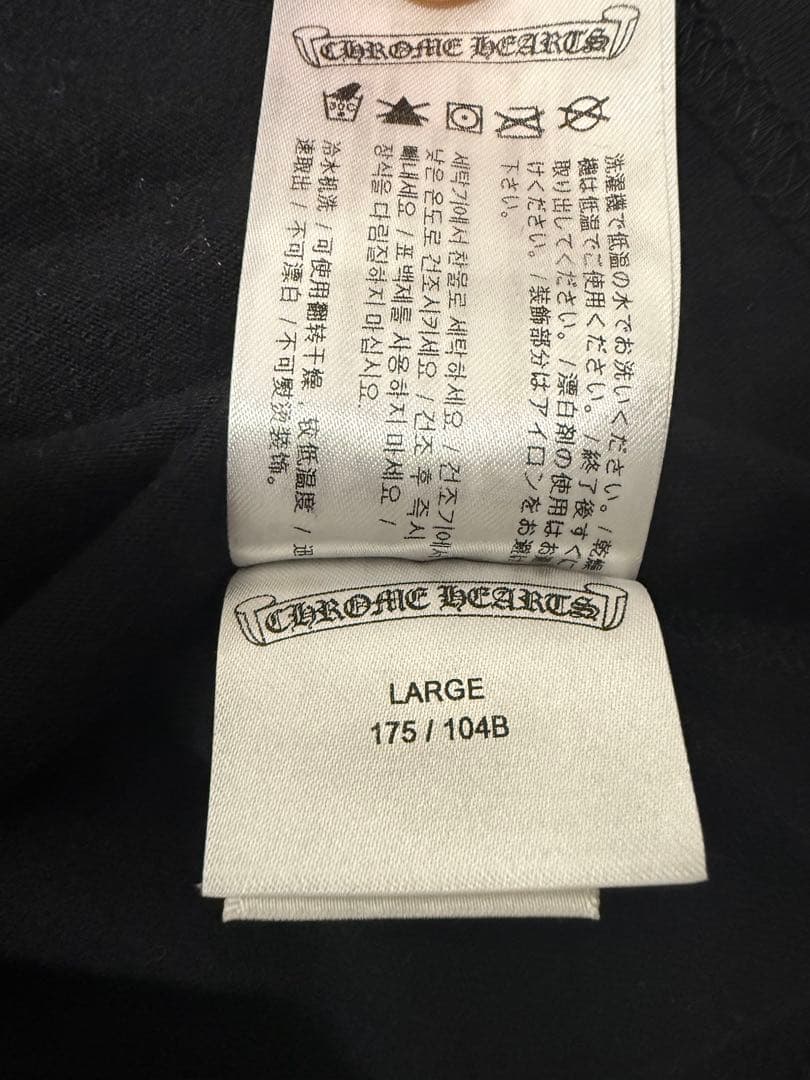 CHROME HEARTS
30C
洗濯機で低温の水でお洗いください。/ 乾燥
機は低温でご使用ください。/ 終了後すぐに
取り出してください。/ 漂白剤の使用はお
けください。/ 装飾部分はアイロンをお避け
下さい。
세탁기에서 찬물로 세탁하세요 / 건조기에서
낮은 온도로 건조시키세요 / 건조 후 즉시
빼내세요 / 표백제를 사용하지 마세요 /
장식을 다림질하지 마십시오.
冷水机洗 / 可使用翻转干燥，较低温度 / 迅
速取出 / 不可漂白 / 不可熨烫装饰。
CHROME HEARTS
LARGE
175 / 104B